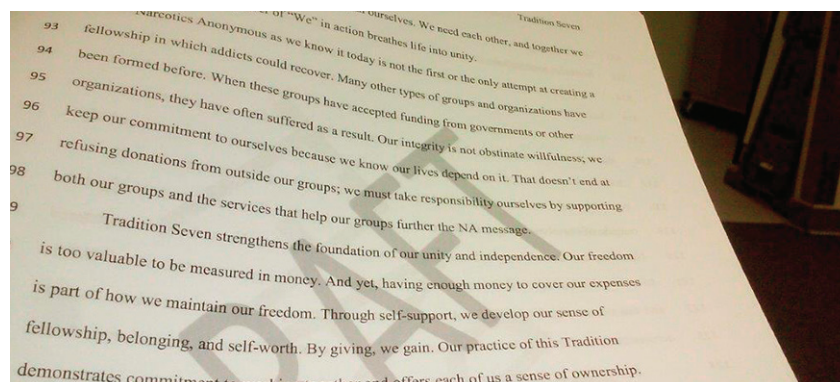 Tradition Seven
of "We" in action breathes life into unity. ourselves. We need each other, and together we
93 Narcotics Anonymous as we know it today is not the first or the only attempt at creating a
94 fellowship in which addicts could recover. Many other types of groups and organizations have
95 been formed before. When these groups have accepted funding from governments or other
96 organizations, they have often suffered as a result. Our integrity is not obstinate willfulness; we
97 keep our commitment to ourselves because we know our lives depend on it. That doesn't end at
98 refusing donations from outside our groups; we must take responsibility ourselves by supporting
9 both our groups and the services that help our groups further the NA message.
Tradition Seven strengthens the foundation of our unity and independence. Our freedom
is too valuable to be measured in money. And yet, having enough money to cover our expenses
is part of how we maintain our freedom. Through self-support, we develop our sense of
fellowship, belonging, and self-worth. By giving, we gain. Our practice of this Tradition
demonstrates offers each of us a sense of ownership.
DRAFT